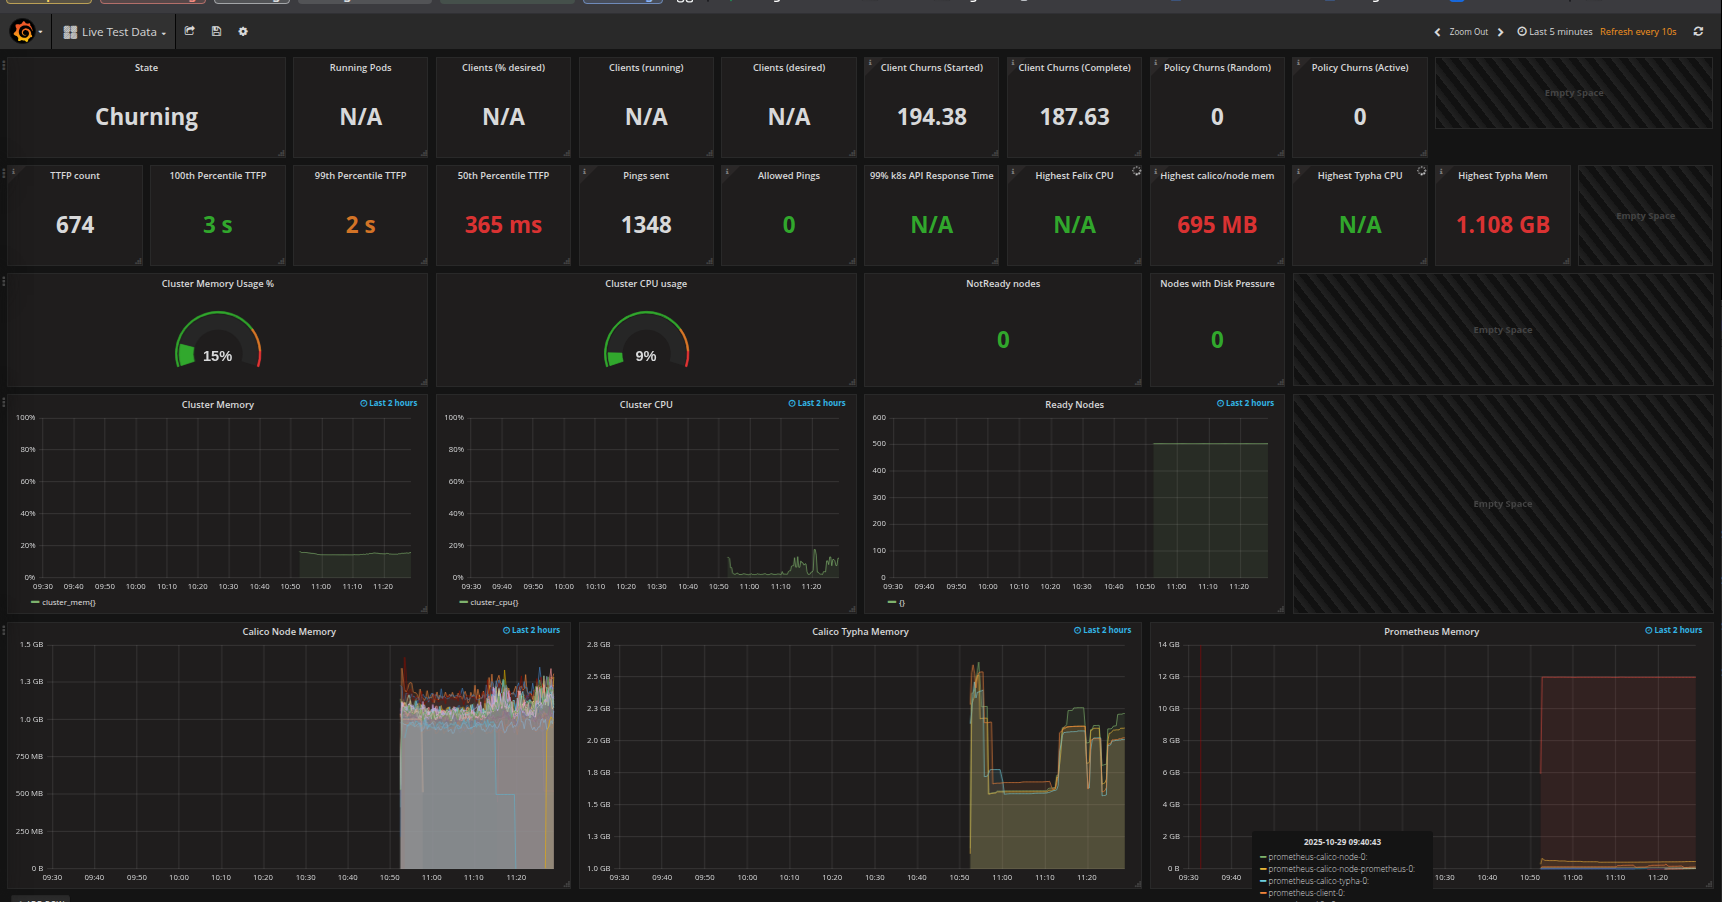 Live Test Data
Zoom Out
Last 5 minutes
Refresh every 10s
State
Churning
Running Pods
N/A
Clients (% desired)
N/A
Clients (running)
N/A
Clients (desired)
N/A
Client Churns (Started)
194.38
Client Churns (Complete)
187.63
Policy Churns (Random)
0
Policy Churns (Active)
0
Empty Space
TTFP count
674
100th Percentile TTFP
3 s
99th Percentile TTFP
2 s
50th Percentile TTFP
365 ms
Pings sent
1348
Allowed Pings
0
99% k8s API Response Time
N/A
Highest Felix CPU
N/A
Highest calico/node mem
695 MB
Highest Typha CPU
N/A
Highest Typha Mem
1.108 GB
Empty Space
Cluster Memory Usage %
15%
Cluster CPU usage
9%
NotReady nodes
0
Nodes with Disk Pressure
0
Empty Space
Cluster Memory
Last 2 hours
100%
80%
60%
40%
20%
0%
09:30 09:40 09:50 10:00 10:10 10:20 10:30 10:40 10:50 11:00 11:10 11:20
cluster_mem{}
Cluster CPU
Last 2 hours
100%
80%
60%
40%
20%
0%
09:30 09:40 09:50 10:00 10:10 10:20 10:30 10:40 10:50 11:00 11:10 11:20
cluster_cpu{}
Ready Nodes
Last 2 hours
600
500
400
300
200
100
0
09:30 09:40 09:50 10:00 10:10 10:20 10:30 10:40 10:50 11:00 11:10 11:20
{}
Empty Space
Calico Node Memory
Last 2 hours
1.5 GB
1.3 GB
1.0 GB
750 MB
500 MB
250 MB
0 B
09:30 09:40 09:50 10:00 10:10 10:20 10:30 10:40 10:50 11:00 11:10 11:20
Calico Typha Memory
Last 2 hours
2.8 GB
2.5 GB
2.3 GB
2.0 GB
1.8 GB
1.5 GB
1.3 GB
1.0 GB
09:30 09:40 09:50 10:00 10:10 10:20 10:30 10:40 10:50 11:00 11:10 11:20
Prometheus Memory
Last 2 hours
14 GB
12 GB
10 GB
8 GB
6 GB
4 GB
2 GB
0 B
09:30 09:40 10:30 10:40 10:50 11:00 11:10 11:20
2025-10-29 09:40:43
prometheus-calico-node-0:
prometheus-calico-node-prometheus-0:
prometheus-calico-typha-0:
prometheus-client-0: